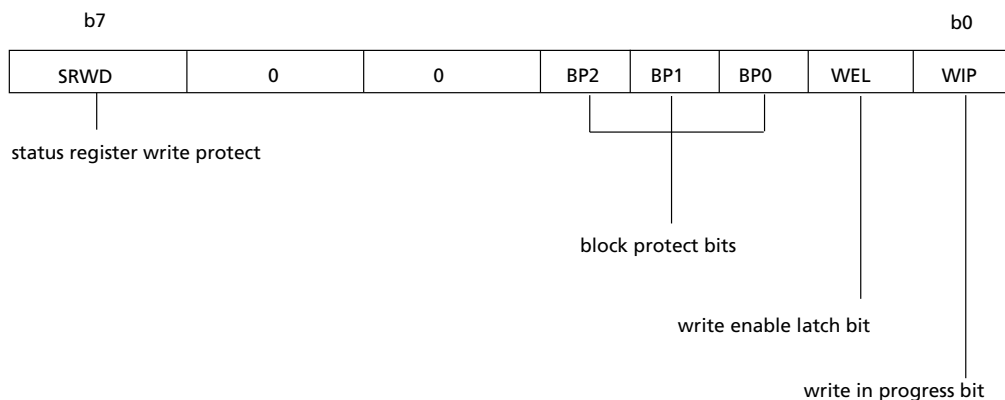 b7 b0
SRWD 0 0 BP2 BP1 BP0 WEL WIP
status register write protect
block protect bits
write enable latch bit
write in progress bit